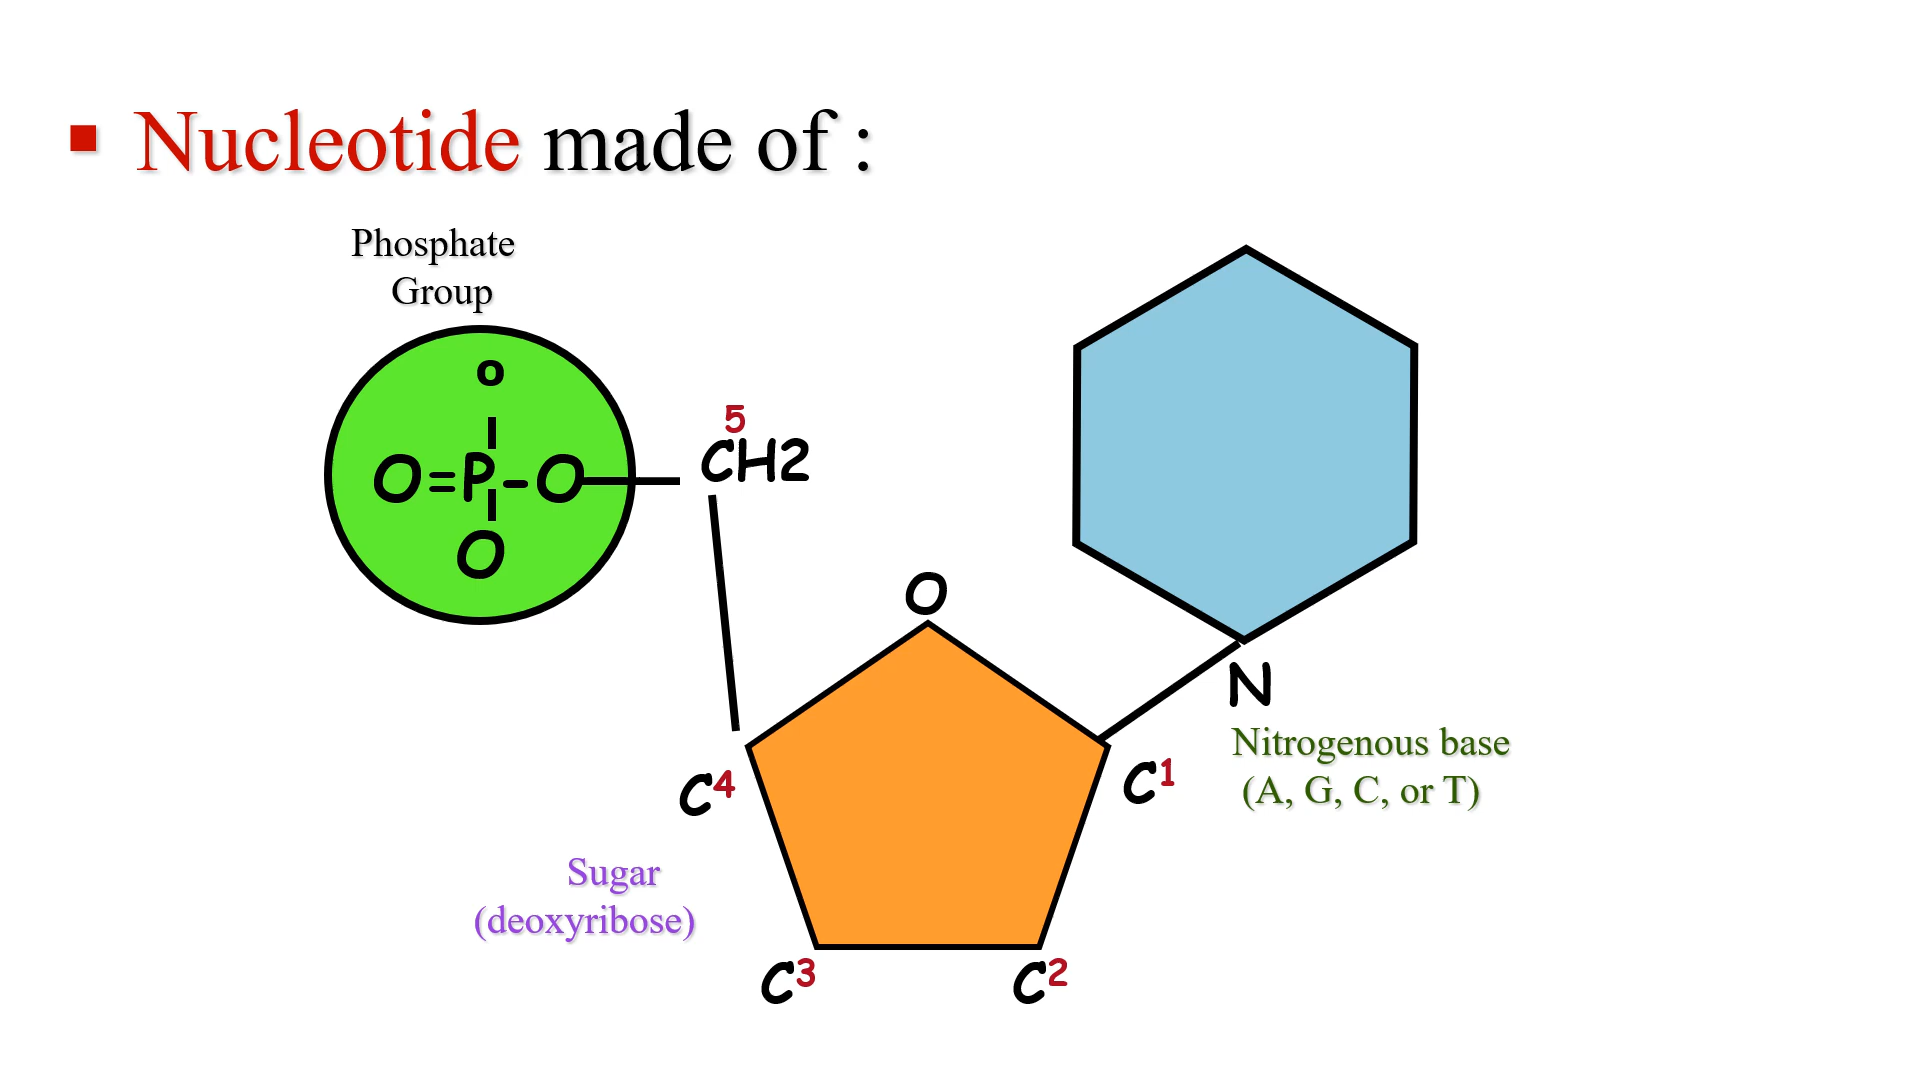 ▪ Nucleotide made of :
Phosphate
Group
o
O=P-O
O
5
CH2
O
N
Nitrogenous base
(A, G, C, or T)
C4
C1
Sugar
(deoxyribose)
C3
C2